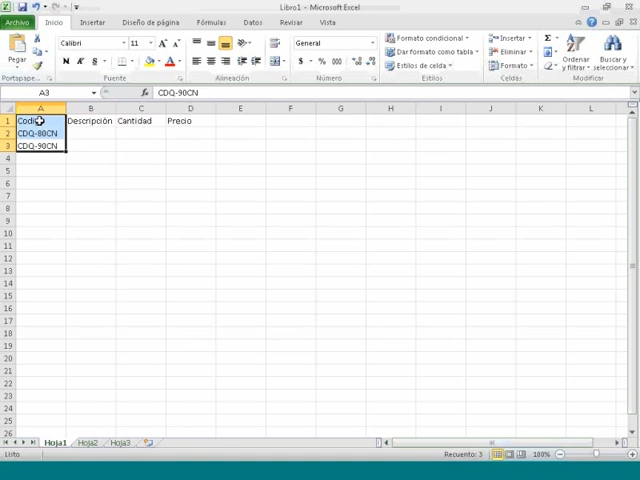 Libro1 - Microsoft Excel
Archivo Inicio Insertar Diseño de página Fórmulas Datos Revisar Vista
Pegar Calibri 11 General Formato condicional Insertar Σ
N K S $ % Dar formato como tabla Eliminar Ordenar Buscar y
Estilos de celda Formato y filtrar seleccionar
Portapape... Fuente Alineación Número Estilos Celdas Modificar
A3 fx CDQ-90CN
A B C D E F G H I J K L
1 Codi Descripción Cantidad Precio
2 CDQ-80CN
3 CDQ-90CN
4
5
6
7
8
9
10
11
12
13
14
15
16
17
18
19
20
21
22
23
24
25
26
Hoja1 Hoja2 Hoja3
Listo Recuento: 3 100%